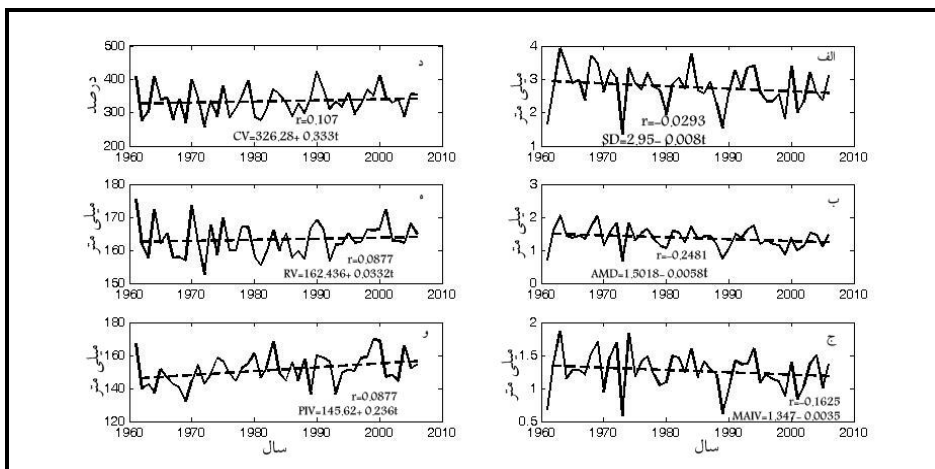 الف
میلی متر
4
3
2
1
r=-0,0293
SD=2,95- 0,008t
1960 1970 1980 1990 2000 2010
ب
میلی متر
3
2
1
0
r=-0,2481
AMD=1,5018- 0,0058t
1960 1970 1980 1990 2000 2010
ج
میلی متر
2
1.5
1
0.5
r=-0,1625
MAIV=1,347- 0,0035
1960 1970 1980 1990 2000 2010
سال
د
درصد
500
400
300
200
r=0,107
CV=326,28+ 0,333t
1960 1970 1980 1990 2000 2010
ه
میلی متر
180
170
160
150
r=0,0877
RV=162,436+ 0,0332t
1960 1970 1980 1990 2000 2010
و
میلی متر
180
160
140
120
r=0,0877
PIV=145,62+ 0,236t
1960 1970 1980 1990 2000 2010
سال